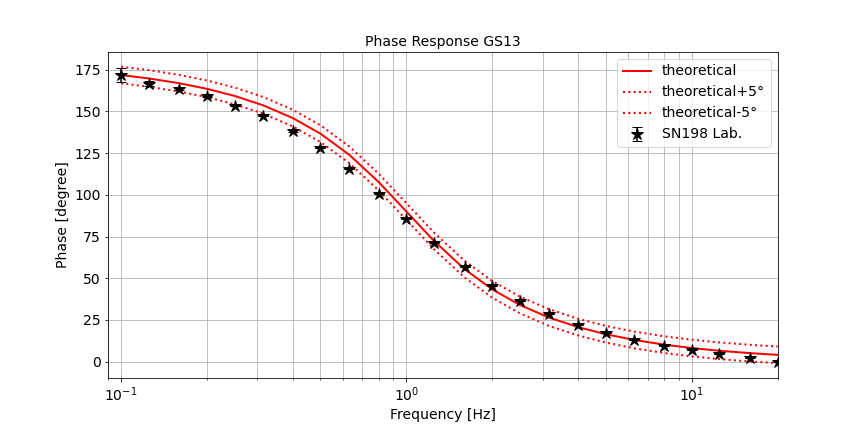 Phase Response GS13
theoretical
theoretical+5°
theoretical-5°
SN198 Lab.
Phase [degree]
175
150
125
100
75
50
25
0
10⁻¹ 10⁰ 10¹
Frequency [Hz]